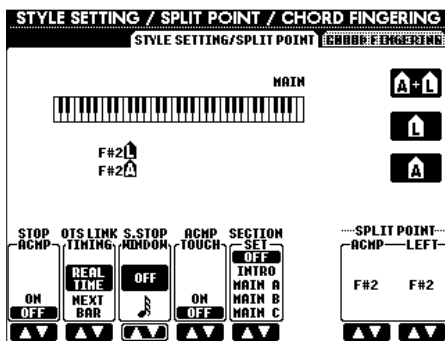 STYLE SETTING / SPLIT POINT / CHORD FINGERING
STYLE SETTING/SPLIT POINT CHORD FINGERING
MAIN
A+L
L
A
F#2 L
F#2 A
STOP ACMP
ON
OFF
OTS LINK TIMING
REAL TIME
NEXT BAR
S.STOP WINDOW
OFF
ACMP TOUCH
ON
OFF
SECTION SET
OFF
INTRO
MAIN A
MAIN B
MAIN C
SPLIT POINT
ACMP LEFT
F#2 F#2